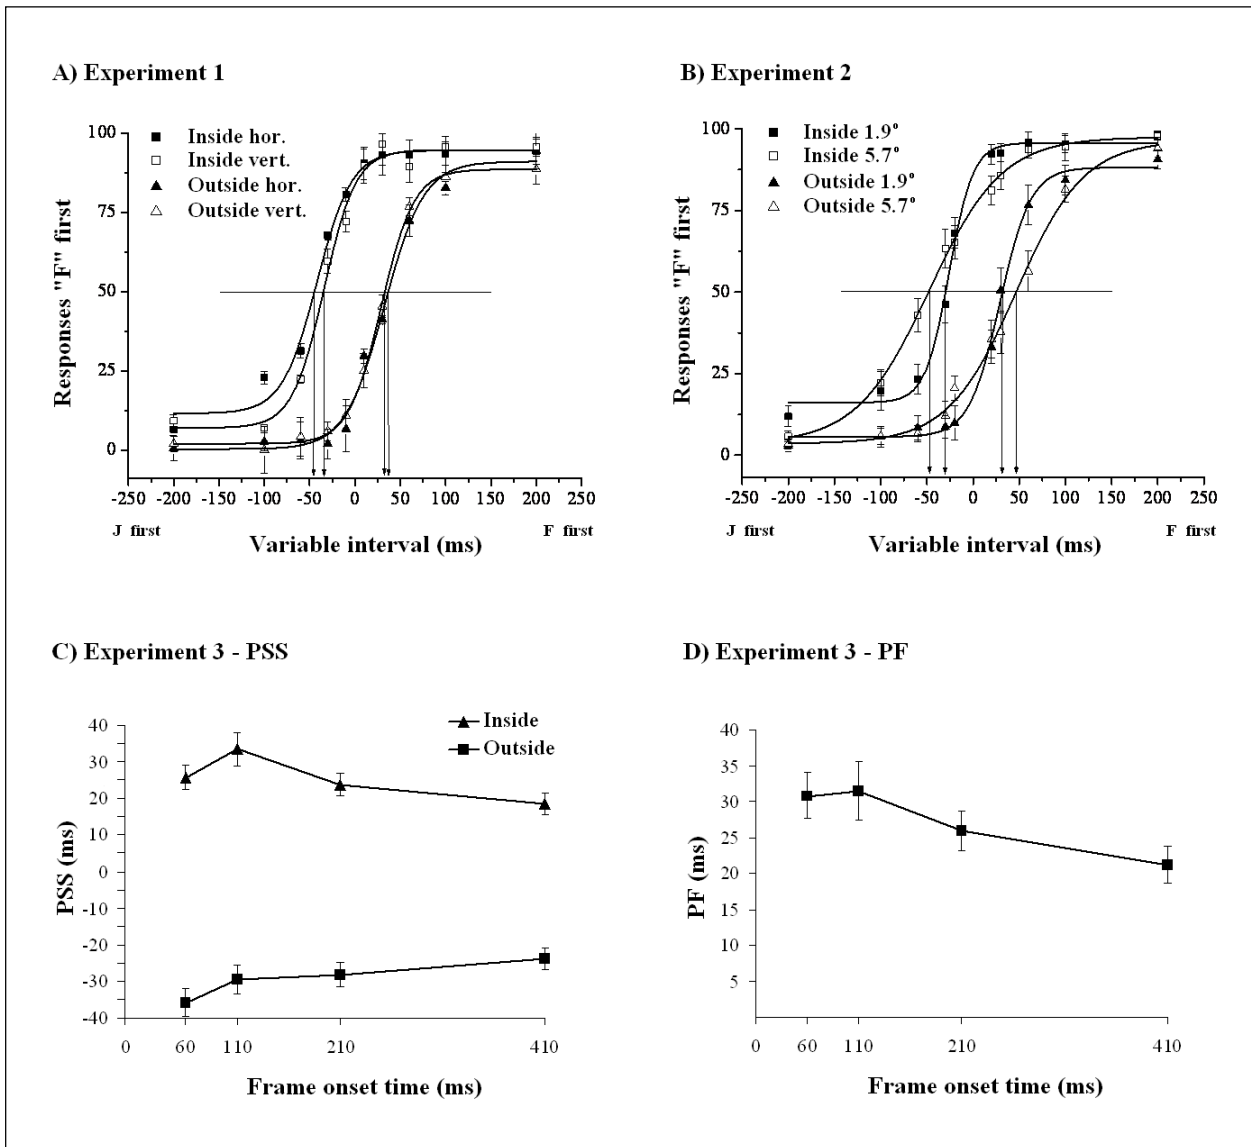 A) Experiment 1
Inside hor.
Inside vert.
Outside hor.
Outside vert.
Responses "F" first
100
75
50
25
0
-250 -200 -150 -100 -50 0 50 100 150 200 250
J first
F first
Variable interval (ms)
B) Experiment 2
Inside 1.9°
Inside 5.7°
Outside 1.9°
Outside 5.7°
Responses "F" first
100
75
50
25
0
-250 -200 -150 -100 -50 0 50 100 150 200 250
J first
F first
Variable interval (ms)
C) Experiment 3 - PSS
Inside
Outside
PSS (ms)
40
30
20
10
0
-10
-20
-30
-40
0 60 110 210 410
Frame onset time (ms)
D) Experiment 3 - PF
PF (ms)
40
35
30
25
20
15
10
5
0 60 110 210 410
Frame onset time (ms)